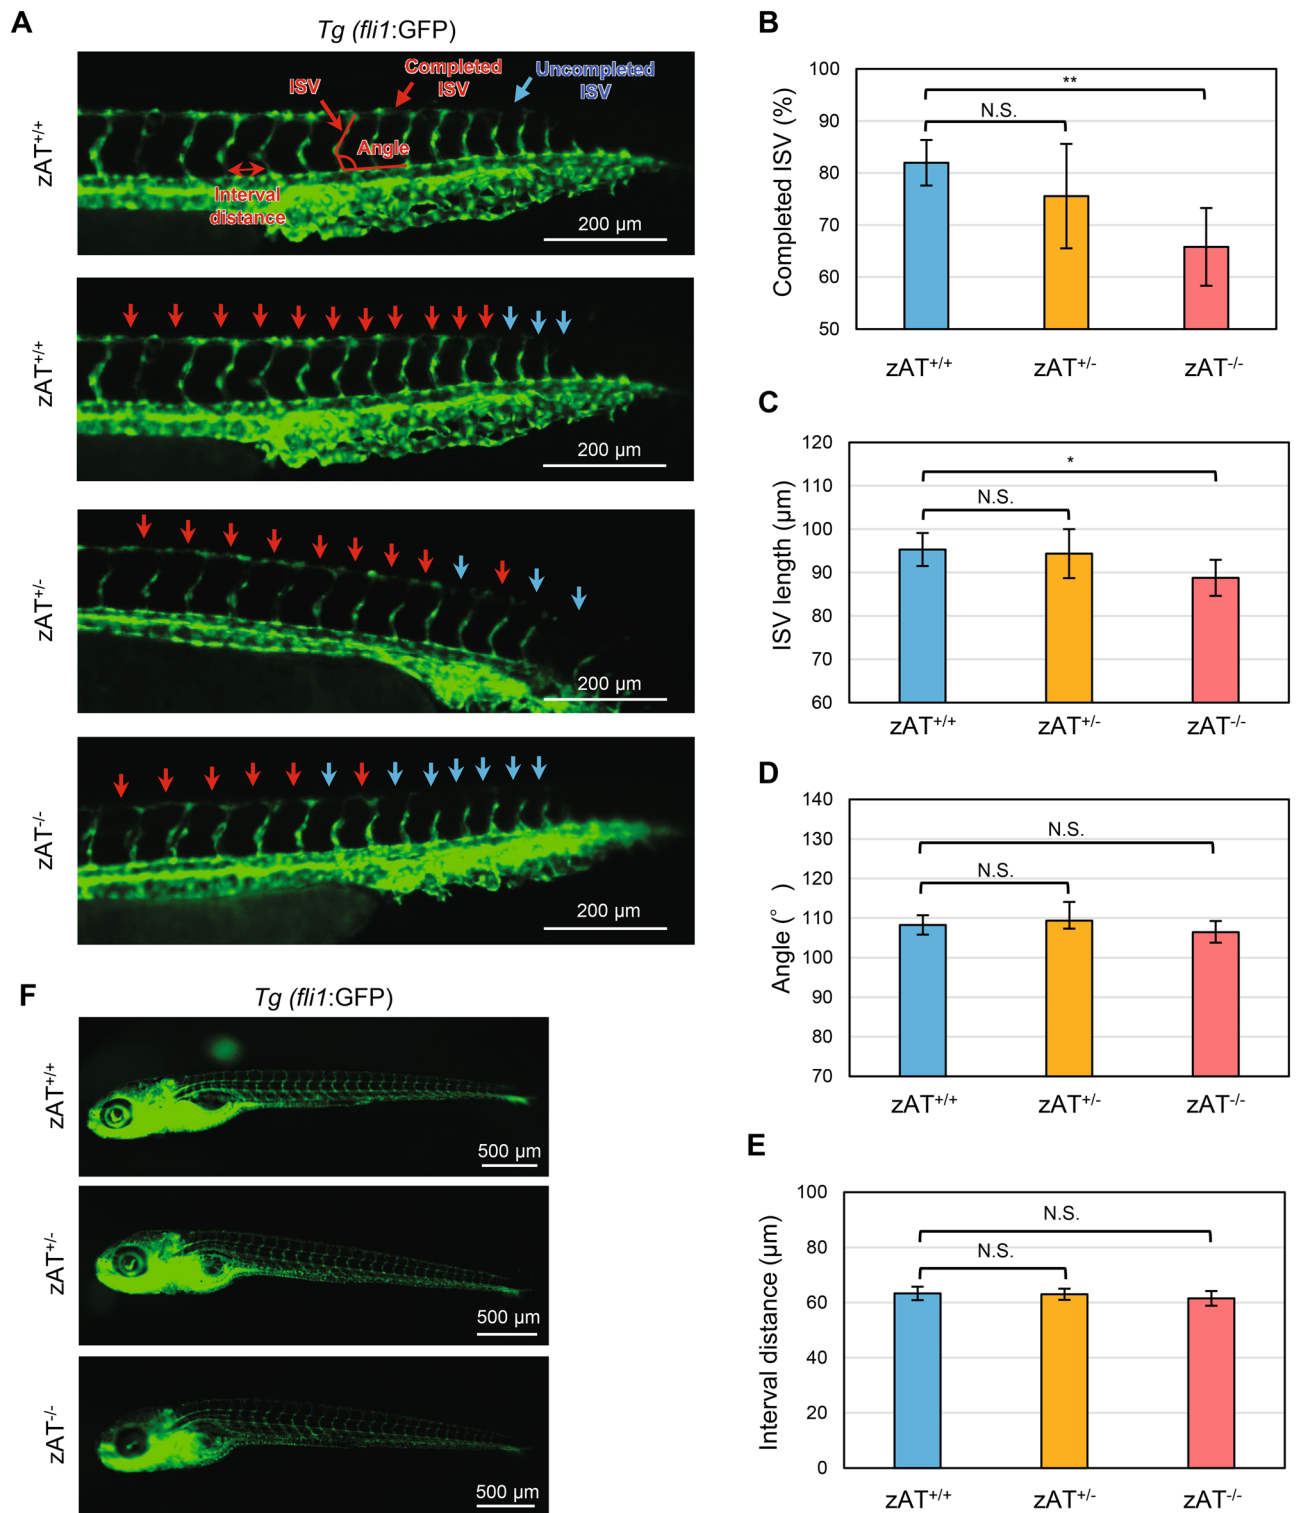 A
Tg (fli1:GFP)
zAT+/+
ISV
Completed
ISV
Uncompleted
ISV
Angle
Interval
distance
200 µm
zAT+/+
200 µm
zAT+/-
200 µm
zAT-/-
200 µm
B
Completed ISV (%)
100
90
80
70
60
50
**
N.S.
zAT+/+
zAT+/-
zAT-/-
C
ISV length (µm)
120
110
100
90
80
70
60
*
N.S.
zAT+/+
zAT+/-
zAT-/-
D
Angle (° )
140
130
120
110
100
90
80
70
N.S.
N.S.
zAT+/+
zAT+/-
zAT-/-
E
Interval distance (µm)
100
80
60
40
20
0
N.S.
N.S.
zAT+/+
zAT+/-
zAT-/-
F
Tg (fli1:GFP)
zAT+/+
500 µm
zAT+/-
500 µm
zAT-/-
500 µm